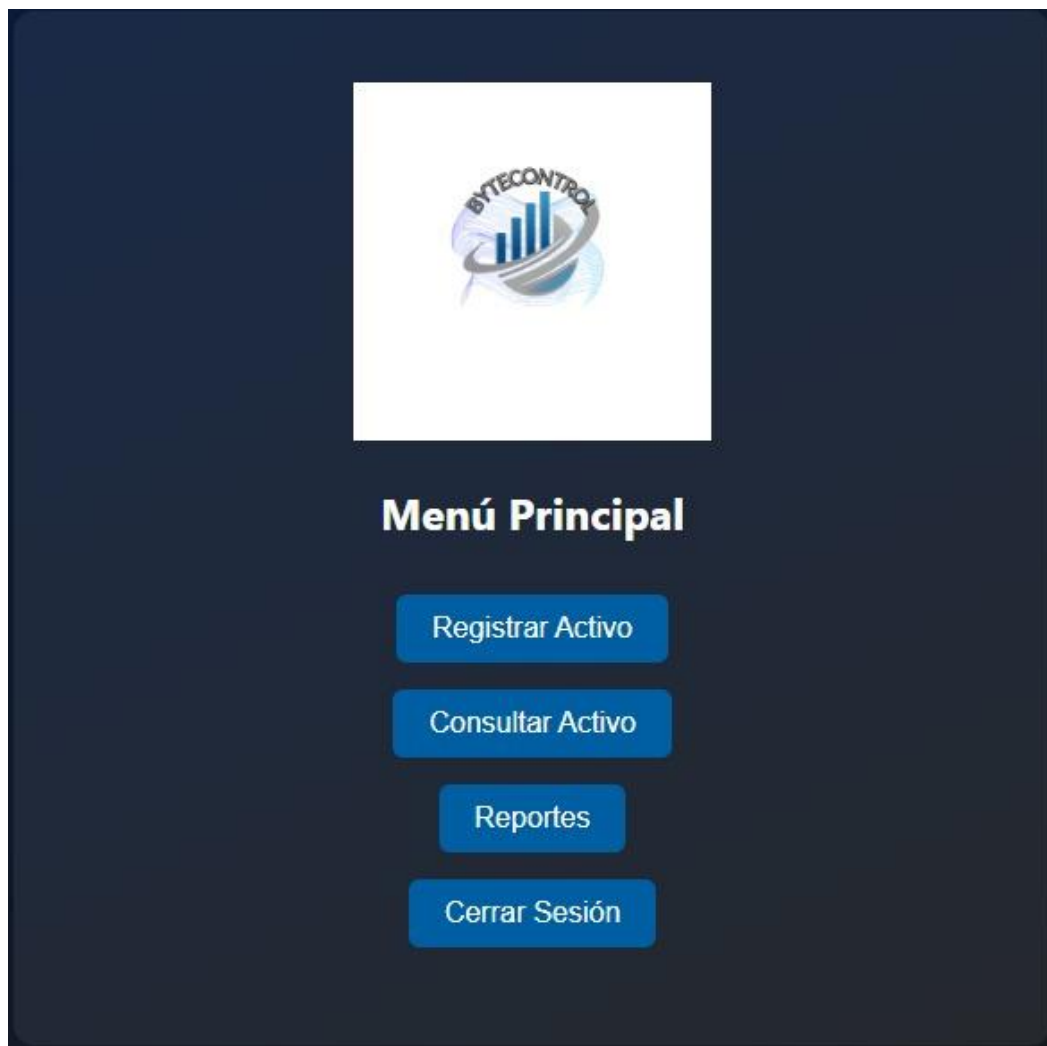 BYTECONTROL
Menú Principal
Registrar Activo
Consultar Activo
Reportes
Cerrar Sesión